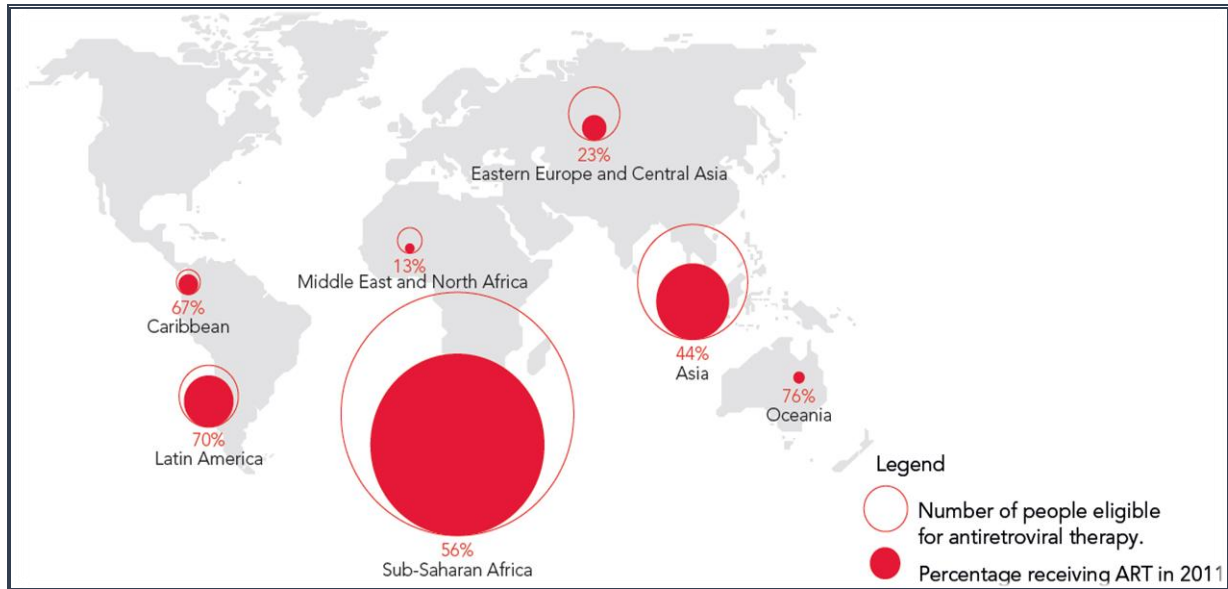 23%
Eastern Europe and Central Asia
13%
Middle East and North Africa
67%
Caribbean
44%
Asia
76%
Oceania
70%
Latin America
56%
Sub-Saharan Africa
Legend
Number of people eligible
for antiretroviral therapy.
Percentage receiving ART in 2011